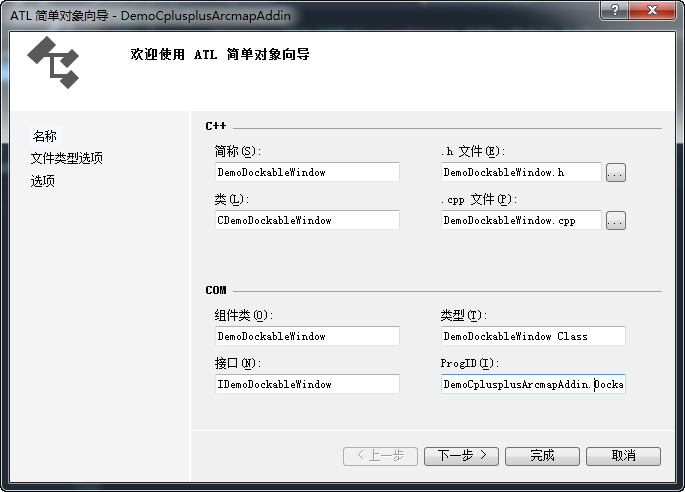 ATL 简单对象向导 - DemoCplusplusArcmapAddin
欢迎使用 ATL 简单对象向导
名称
文件类型选项
选项
C++
简称(S):
.h 文件(E):
DemoDockableWindow
DemoDockableWindow.h
...
类(L):
.cpp 文件(P):
CDemoDockableWindow
DemoDockableWindow.cpp
...
COM
组件类(O):
类型(T):
DemoDockableWindow
DemoDockableWindow Class
接口(N):
ProgID(I):
IDemoDockableWindow
DemoCplusplusArcmapAddin.Docka
< 上一步
下一步 >
完成
取消